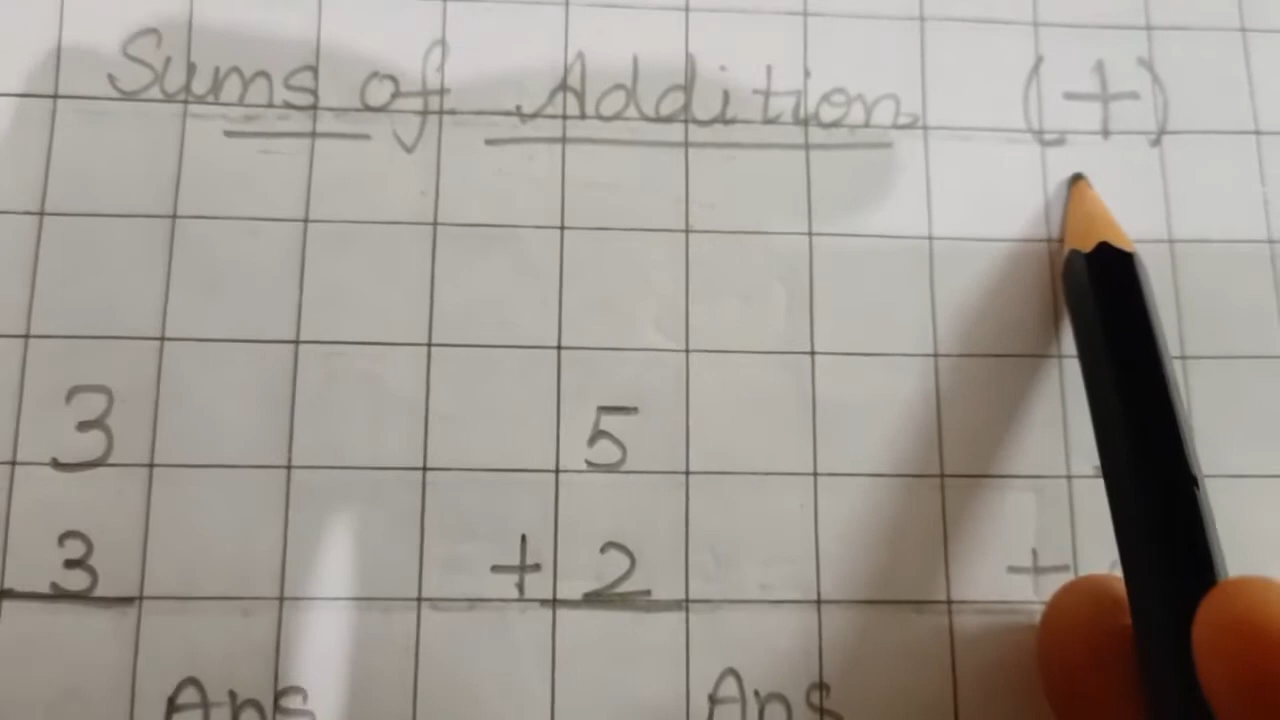 Sums of Addition (+)
3 5
3 + 2 +
Ans Ans